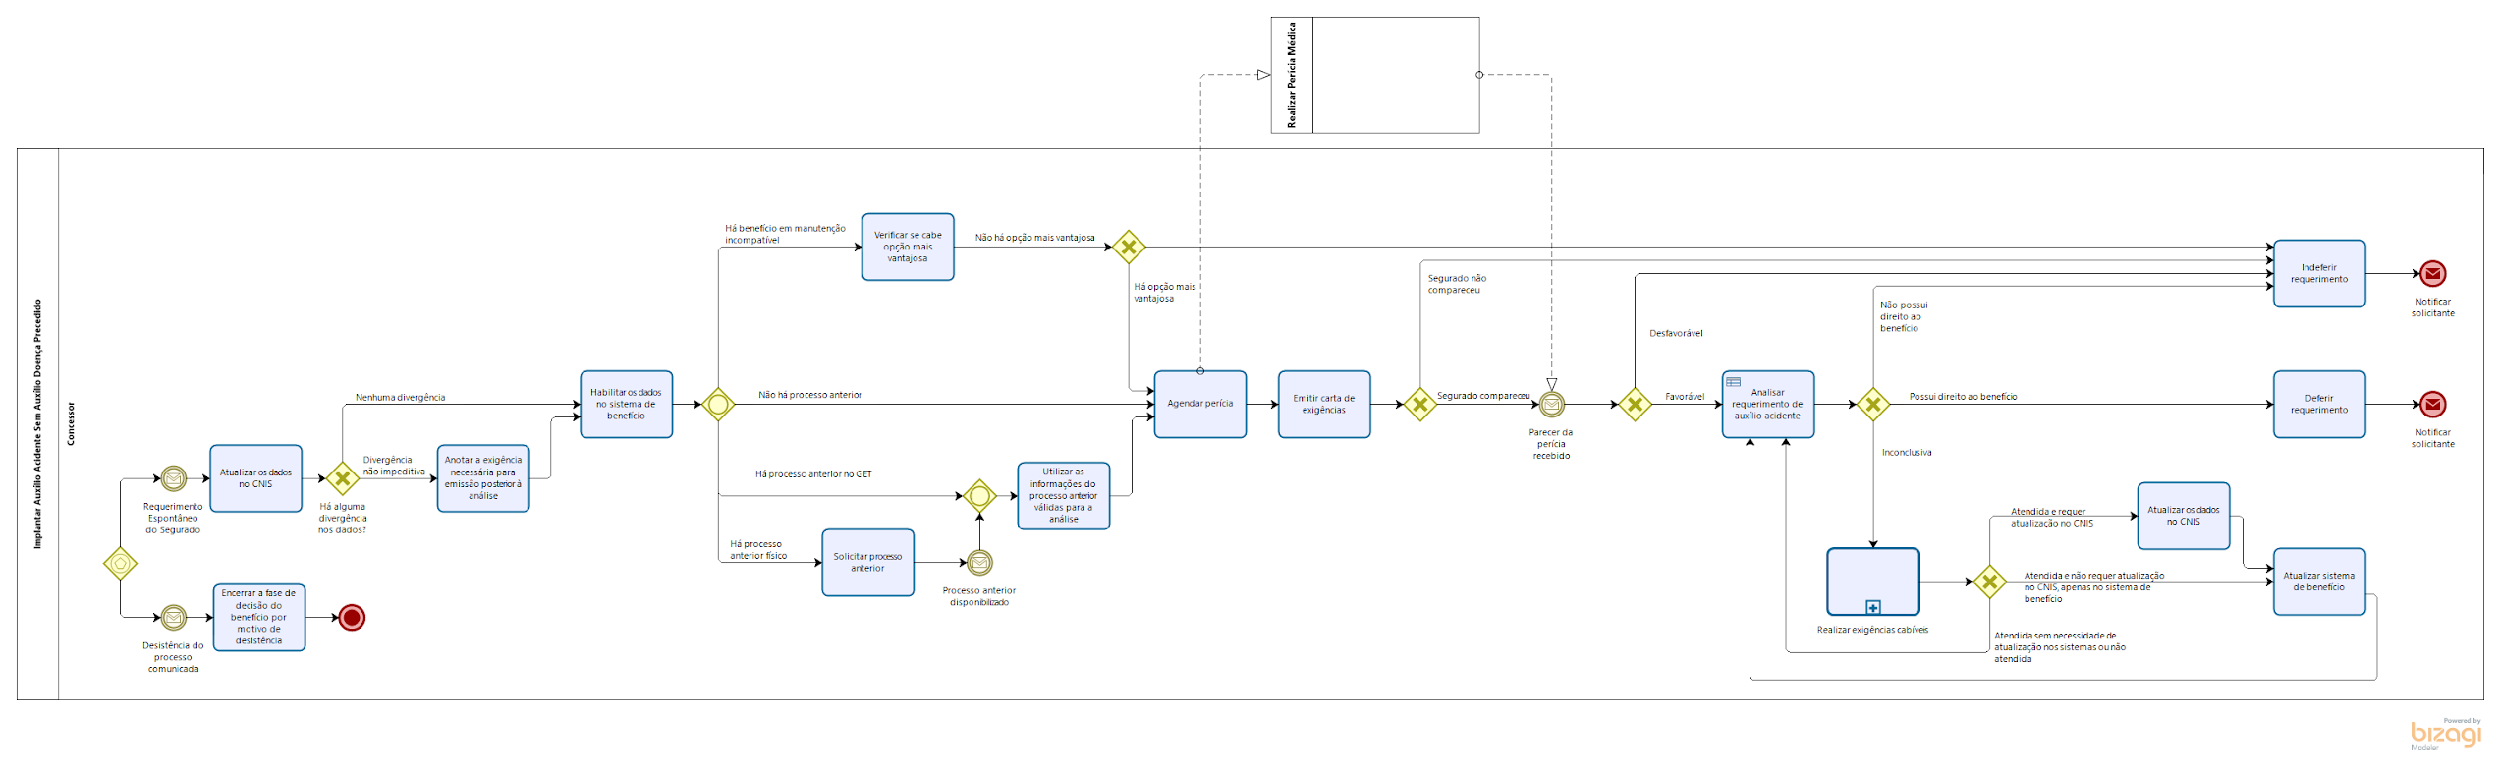 Realizar Perícia Médica
Implantar Auxílio Acidente Sem Auxílio Doença Precedido
Concessor
Há benefício em manutenção
incompatível
Verificar se cabe
opção mais
vantajosa
Não há opção mais vantajosa
Há opção mais
vantajosa
Segurado não
compareceu
Desfavorável
Não possui
direito ao
benefício
Indeferir
requerimento
Notificar
solicitante
Nenhuma divergência
Habilitar os dados
no sistema de
benefício
Não há processo anterior
Agendar perícia
Emitir carta de
exigências
Segurado compareceu
Parecer da
perícia
recebido
Favorável
Analisar
requerimento de
auxílio acidente
Possui direito ao benefício
Deferir
requerimento
Notificar
solicitante
Requerimento
Espontâneo
do Segurado
Atualizar os dados
no CNIS
Há alguma
divergência
nos dados?
Divergência
não impeditiva
Anotar a exigência
necessária para
emissão posterior à
análise
Há processo anterior no GET
Utilizar as
informações do
processo anterior
válidas para a
análise
Há processo
anterior físico
Solicitar processo
anterior
Processo anterior
disponibilizado
Inconclusiva
Realizar exigências cabíveis
Atendida e requer
atualização no CNIS
Atualizar os dados
no CNIS
Atendida e não requer atualização
no CNIS, apenas no sistema de
benefício
Atualizar sistema
de benefício
Atendida sem necessidade de
atualização nos sistemas ou não
atendida
Desistência do
processo
comunicada
Encerrar a fase de
decisão do
benefício por
motivo de
desistência
Powered by
bizagi
Modeler